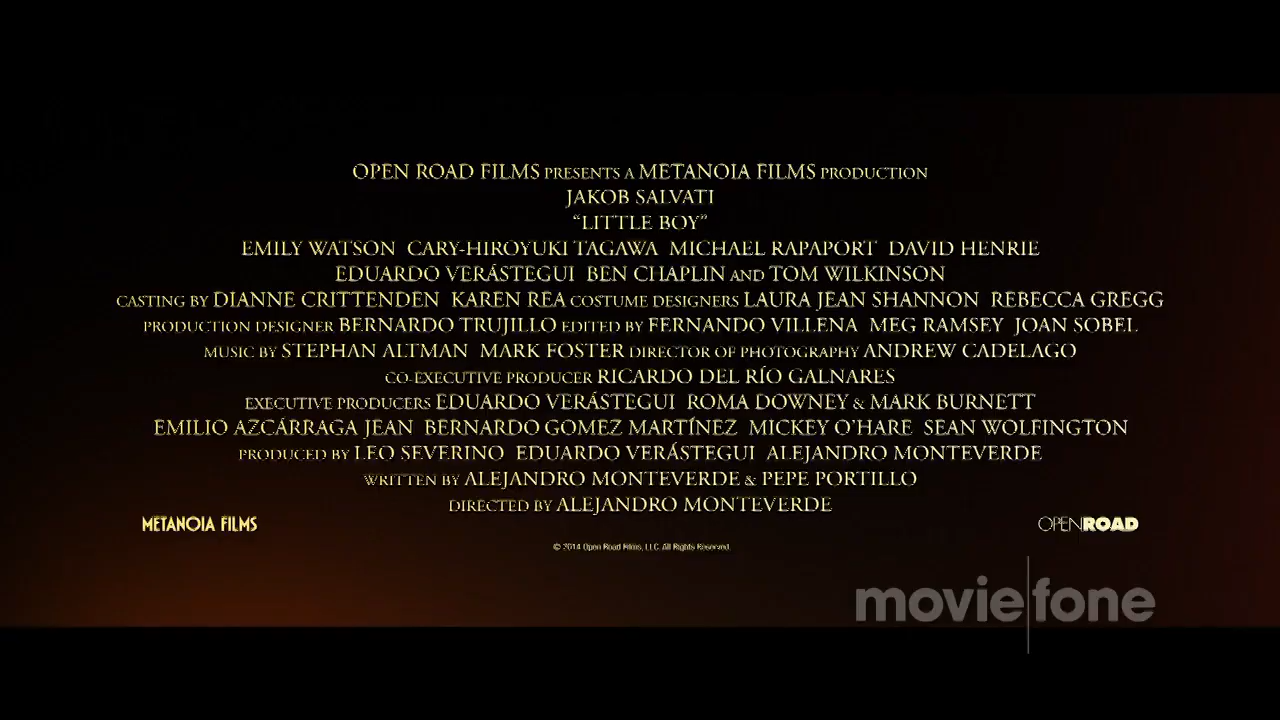 OPEN ROAD FILMS PRESENTS A METANOIA FILMS PRODUCTION
JAKOB SALVATI
“LITTLE BOY”
EMILY WATSON CARY-HIROYUKI TAGAWA MICHAEL RAPAPORT DAVID HENRIE
EDUARDO VERÁSTEGUI BEN CHAPLIN AND TOM WILKINSON
CASTING BY DIANNE CRITTENDEN KAREN REA COSTUME DESIGNERS LAURA JEAN SHANNON REBECCA GREGG
PRODUCTION DESIGNER BERNARDO TRUJILLO EDITED BY FERNANDO VILLENA MEG RAMSEY JOAN SOBEL
MUSIC BY STEPHAN ALTMAN MARK FOSTER DIRECTOR OF PHOTOGRAPHY ANDREW CADELAGO
CO-EXECUTIVE PRODUCER RICARDO DEL RÍO GALNARES
EXECUTIVE PRODUCERS EDUARDO VERÁSTEGUI ROMA DOWNEY & MARK BURNETT
EMILIO AZCÁRRAGA JEAN BERNARDO GOMEZ MARTÍNEZ MICKEY O’HARE SEAN WOLFINGTON
PRODUCED BY LEO SEVERINO EDUARDO VERÁSTEGUI ALEJANDRO MONTEVERDE
WRITTEN BY ALEJANDRO MONTEVERDE & PEPE PORTILLO
DIRECTED BY ALEJANDRO MONTEVERDE
METANOIA FILMS
OPENROAD
© 2014 Open Road Films, LLC. All Rights Reserved.
moviefone